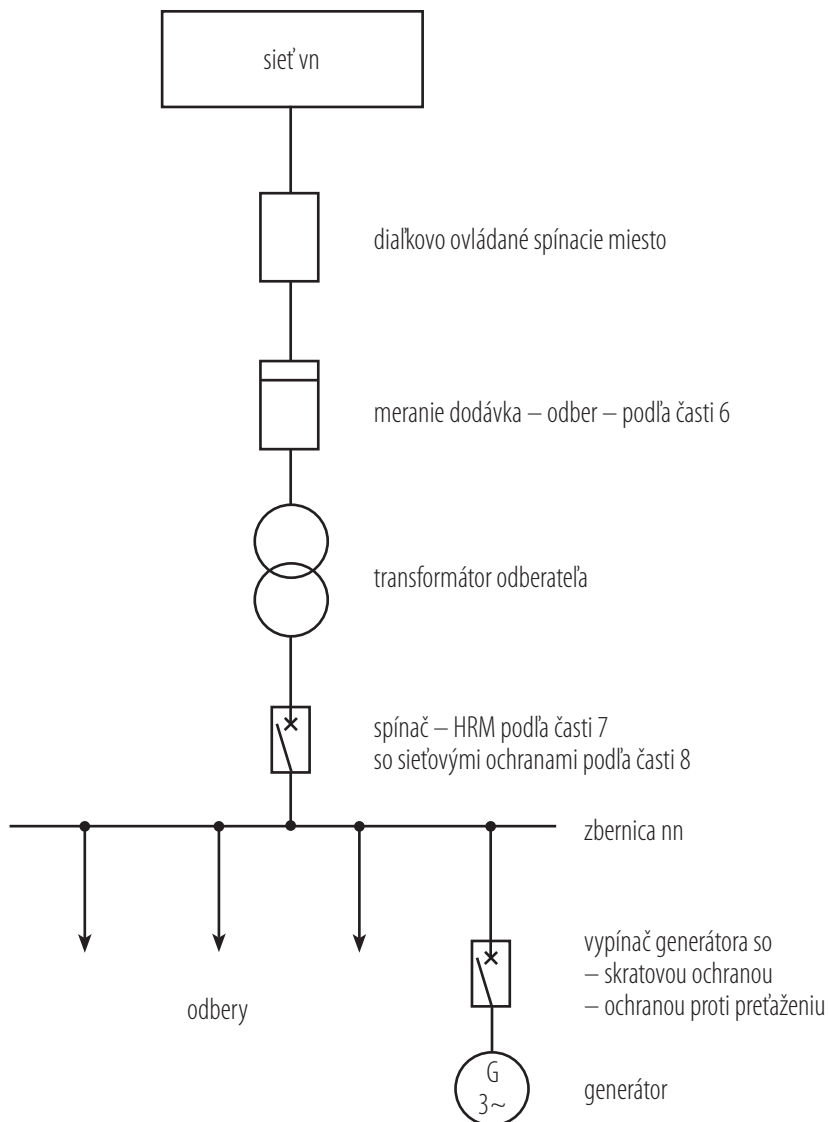 sieť vn
diaľkovo ovládané spínacie miesto
meranie dodávka – odber – podľa časti 6
transformátor odberateľa
spínač – HRM podľa časti 7
so sieťovými ochranami podľa časti 8
zbernica nn
vypínač generátora so
– skratovou ochranou
– ochranou proti preťaženiu
odbery
G
3~
generátor